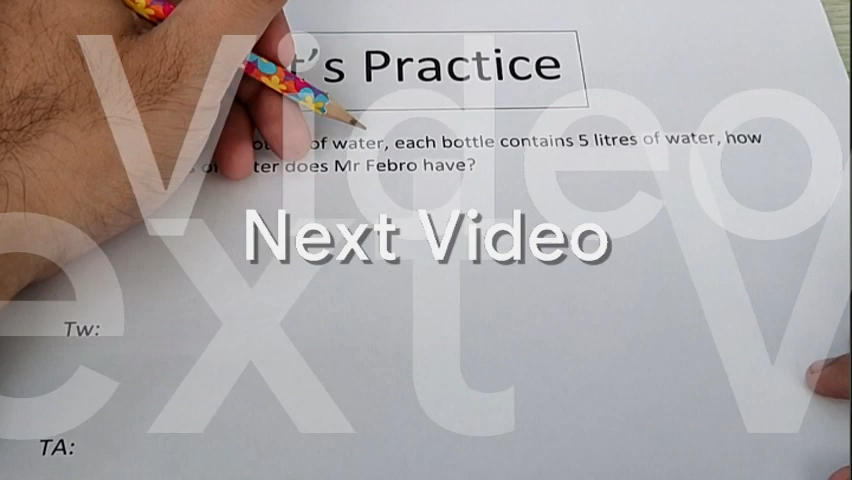 's Practice
of water, each bottle contains 5 litres of water, how
does Mr Febro have?
Next Video
Tw:
TA: